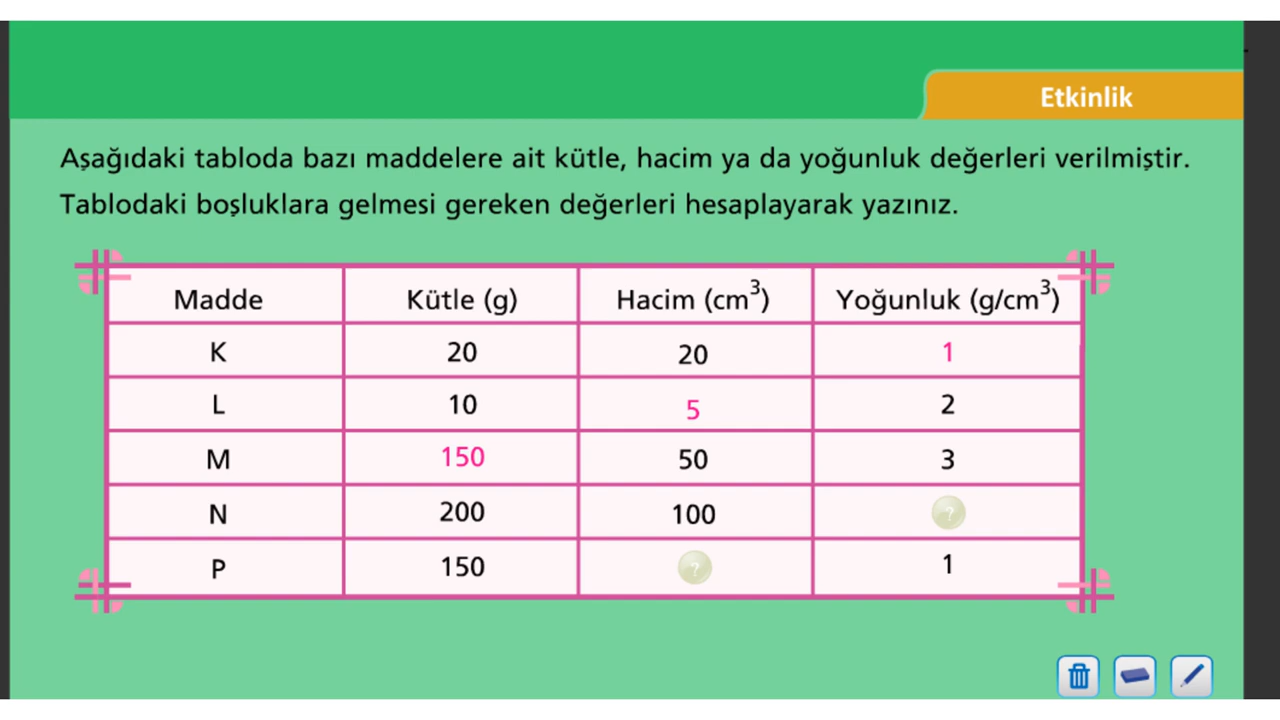 Etkinlik
Aşağıdaki tabloda bazı maddelere ait kütle, hacim ya da yoğunluk değerleri verilmiştir.
Tablodaki boşluklara gelmesi gereken değerleri hesaplayarak yazınız.
Madde Kütle (g) Hacim (cm³) Yoğunluk (g/cm³)
K 20 20 1
L 10 5 2
M 150 50 3
N 200 100 ?
P 150 ? 1